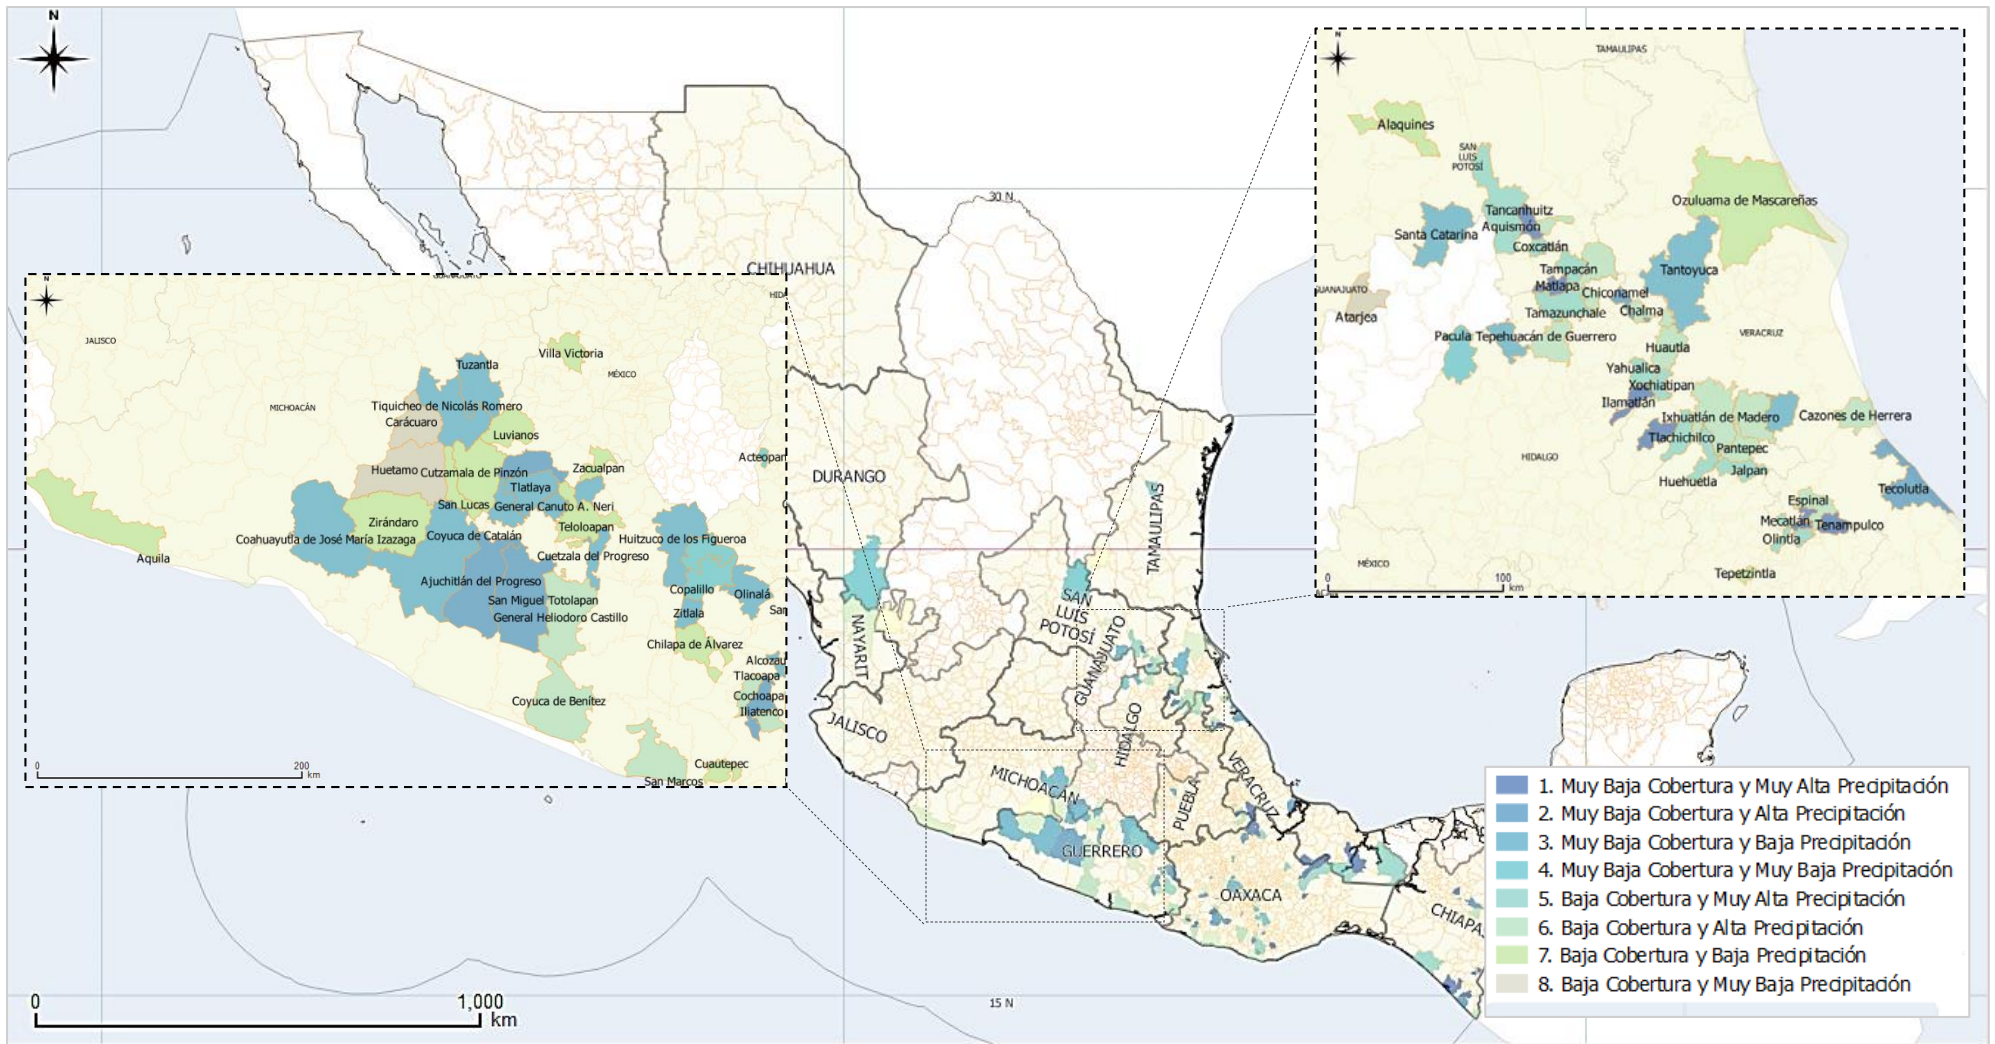 N
30 N
15 N
CHIHUAHUA
DURANGO
NAYARIT
JALISCO
TAMAULIPAS
SAN
LUIS
POTOSÍ
GUANAJUATO
HIDALGO
MICHOACÁN
GUERRERO
PUEBLA
VERACRUZ
OAXACA
CHIAPA
0 1,000
km
N
GUANAJUATO
HID
JALISCO
Villa Victoria
MÉXICO
Tuzantla
MICHOACÁN
Tiquicheo de Nicolás Romero
Carácuaro
Luvianos
Acteopan
Huetamo
Cutzamala de Pinzón
Zacualpan
Tlatlaya
San Lucas
General Canuto A. Neri
Zirándaro
Teloloapan
Coahuayutla de José María Izazaga
Coyuca de Catalán
Huitzuco de los Figueroa
Aquila
Cuetzala del Progreso
Ajuchitlán del Progreso
Copalillo
Olinalá
San Miguel Totolapan
Zitlala
San
General Heliodoro Castillo
Chilapa de Álvarez
Alcozau
Tlacoapa
Cochoapa
Coyuca de Benítez
Iliatenco
Cuautepec
San Marcos
0 200
km
N
TAMAULIPAS
Alaquines
SAN
LUIS
POTOSÍ
Ozuluama de Mascareñas
Tancanhuitz
Aquismón
Santa Catarina
Coxcatlán
Tampacán
Tantoyuca
Matlapa
UANAJUATO
Chiconamel
Chalma
Atarjea
Tamazunchale
Pacula
Tepehuacán de Guerrero
VERACRUZ
Huautla
Yahualica
Xochiatipan
Ilamatlán
Ixhuatlán de Madero
Cazones de Herrera
Tlachichilco
Pantepec
HIDALGO
Jalpan
Huehuetla
Tecolutla
Espinal
Mecatlán
Tenampulco
Olintla
MÉXICO
Tepetzintla
0 100
km
1. Muy Baja Cobertura y Muy Alta Precipitación
2. Muy Baja Cobertura y Alta Precipitación
3. Muy Baja Cobertura y Baja Precipitación
4. Muy Baja Cobertura y Muy Baja Precipitación
5. Baja Cobertura y Muy Alta Precipitación
6. Baja Cobertura y Alta Precipitación
7. Baja Cobertura y Baja Precipitación
8. Baja Cobertura y Muy Baja Precipitación